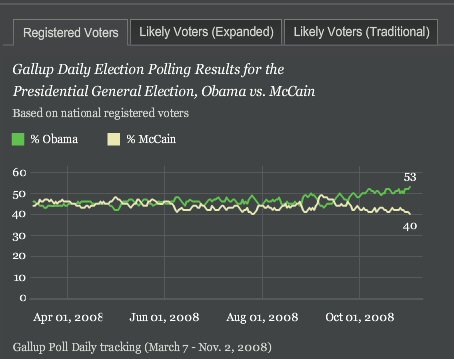 Registered Voters
Likely Voters (Expanded)
Likely Voters (Traditional)
Gallup Daily Election Polling Results for the
Presidential General Election, Obama vs. McCain
Based on national registered voters
% Obama
% McCain
60
50
40
30
20
10
0
53
40
Apr 01, 2008
Jun 01, 2008
Aug 01, 2008
Oct 01, 2008
Gallup Poll Daily tracking (March 7 - Nov. 2, 2008)